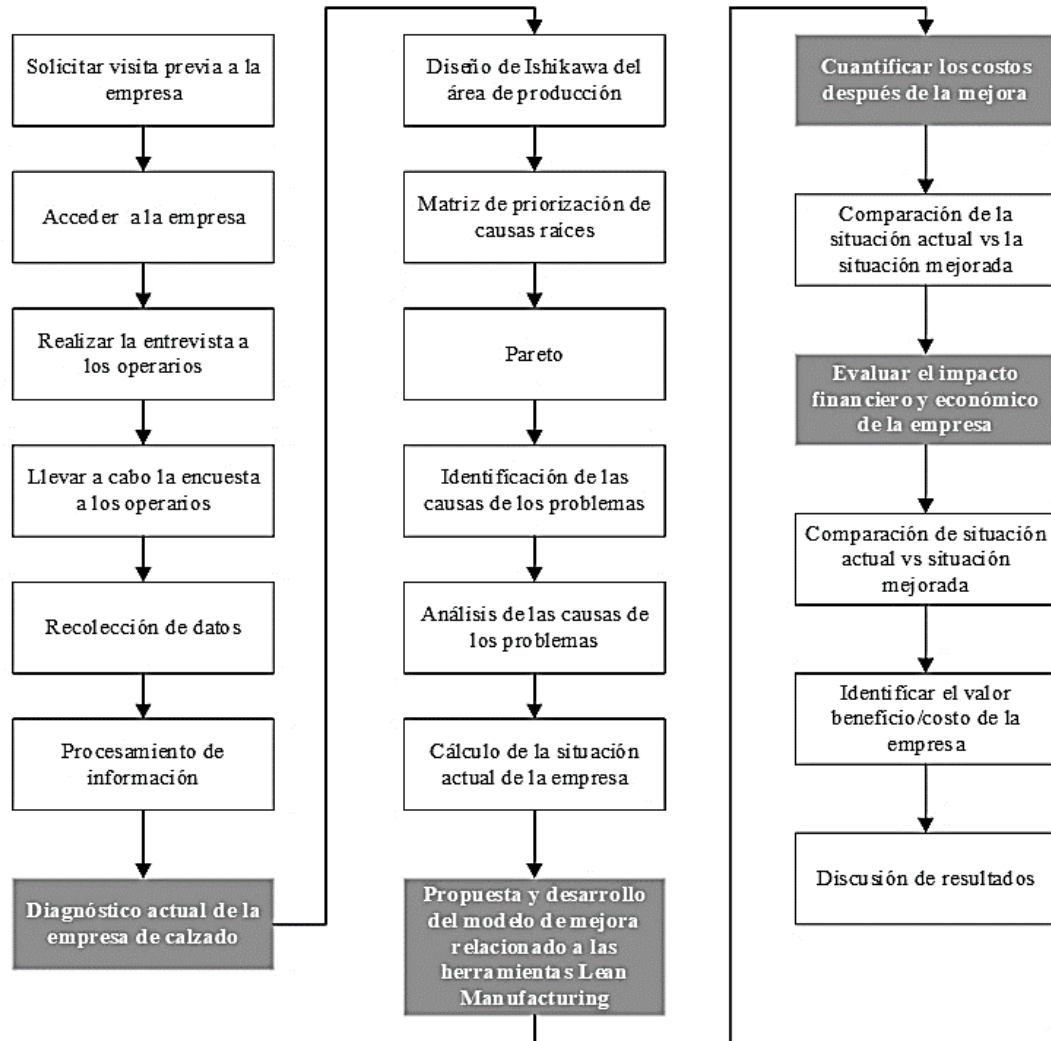 Solicitar visita previa a la
empresa
Acceder a la empresa
Realizar la entrevista a
los operarios
Llevar a cabo la encuesta
a los operarios
Recolección de datos
Procesamiento de
información
Diagnóstico actual de la
empresa de calzado
Diseño de Ishikawa del
área de producción
Matriz de priorización de
causas raíces
Pareto
Identificación de las
causas de los problemas
Análisis de las causas de
los problemas
Cálculo de la situación
actual de la empresa
Propuesta y desarrollo
del modelo de mejora
relacionado a las
herramientas Lean
Manufacturing
Cuantificar los costos
después de la mejora
Comparación de la
situación actual vs la
situación mejorada
Evaluar el impacto
financiero y económico
de la empresa
Comparación de situación
actual vs situación
mejorada
Identificar el valor
beneficio/costo de la
empresa
Discusión de resultados